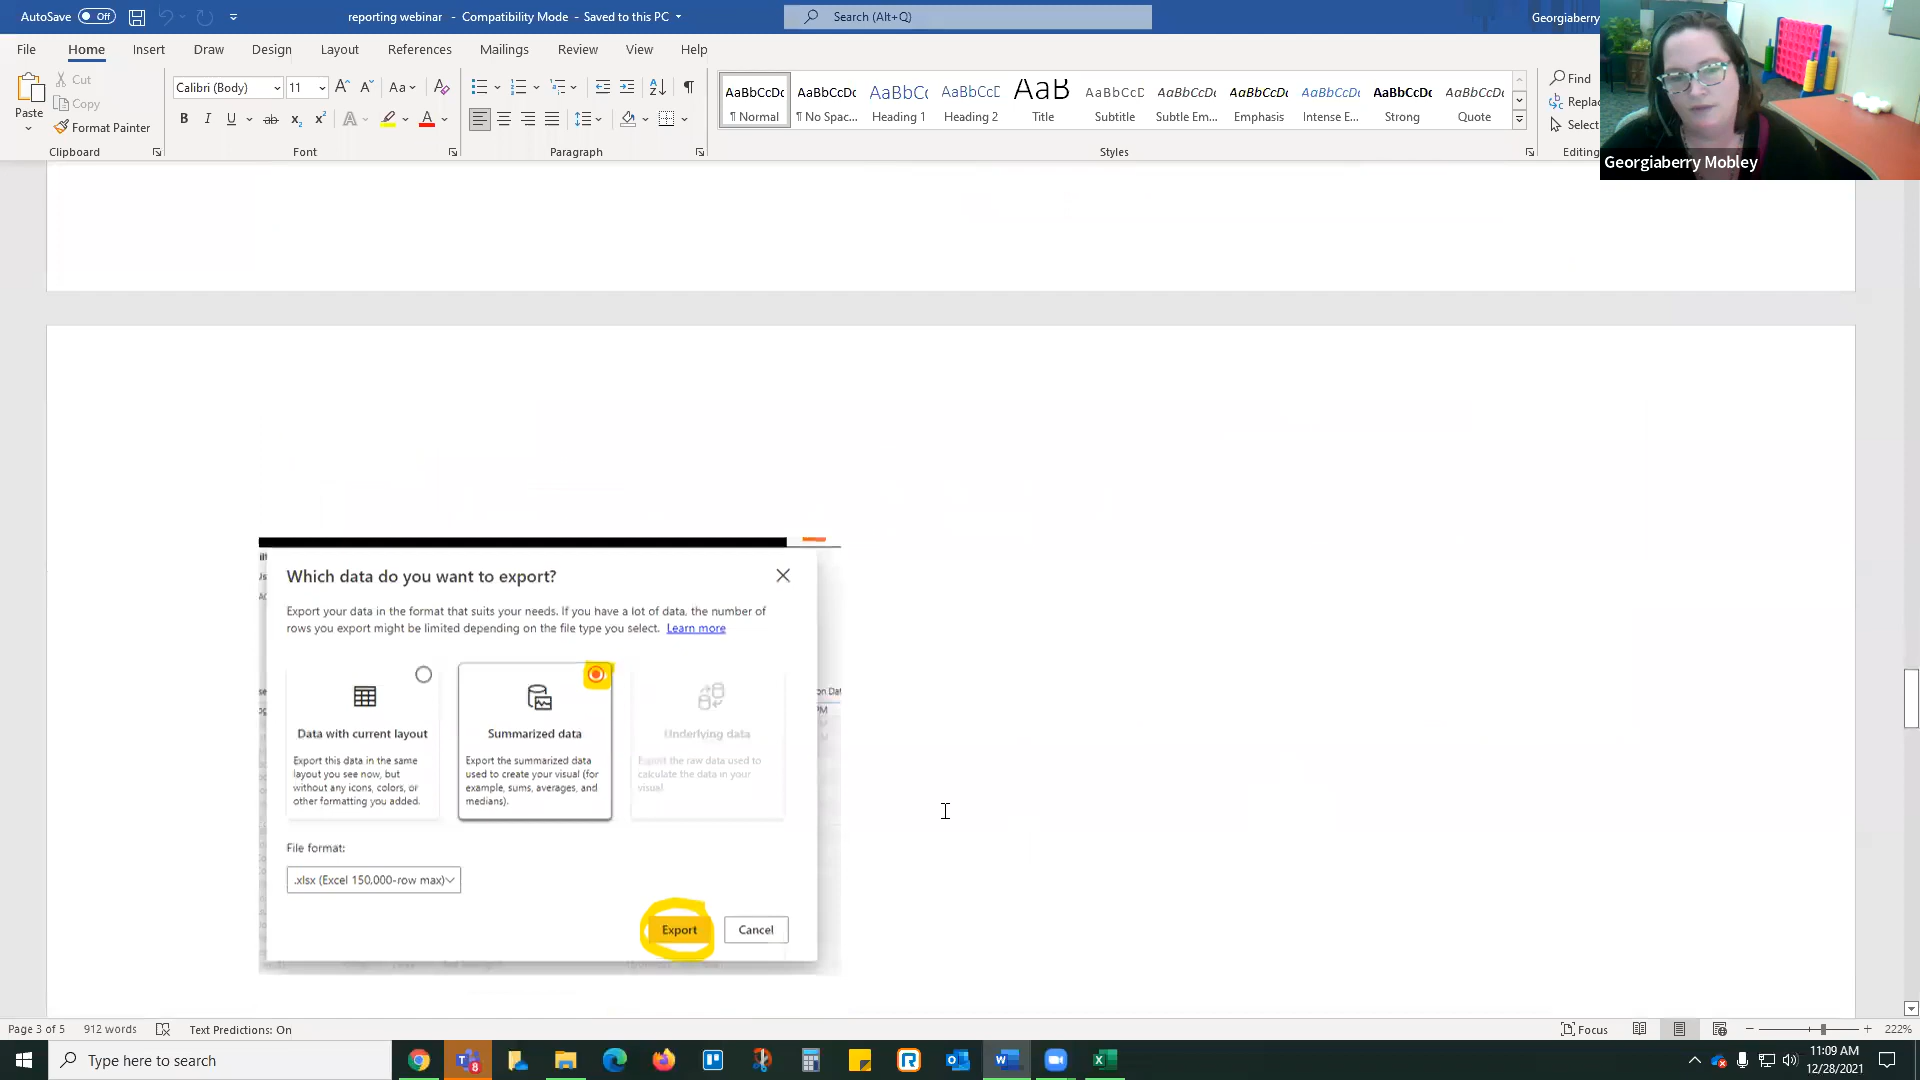 AutoSave Off reporting webinar - Compatibility Mode - Saved to this PC Search (Alt+Q) Georgiaberry
File Home Insert Draw Design Layout References Mailings Review View Help
Paste
Cut
Copy
Format Painter
Clipboard
Calibri (Body) 11
Font
Paragraph
AaBbCcDc AaBbCcDc AaBbC AaBbCcD AaB AaBbCcD AaBbCcDc AaBbCcDc AaBbCcDc AaBbCcDc AaBbCcDc
¶ Normal ¶ No Spac... Heading 1 Heading 2 Title Subtitle Subtle Em... Emphasis Intense E... Strong Quote
Styles
Find
Replac
Select
Editing
Georgiaberry Mobley
Which data do you want to export?
Export your data in the format that suits your needs. If you have a lot of data, the number of
rows you export might be limited depending on the file type you select. Learn more
Data with current layout
Export this data in the same
layout you see now, but
without any icons, colors, or
other formatting you added.
Summarized data
Export the summarized data
used to create your visual (for
example, sums, averages, and
medians).
Underlying data
Export the raw data used to
calculate the data in your
visual
on Dat
PM
File format:
.xlsx (Excel 150,000-row max)
Export Cancel
Page 3 of 5 912 words Text Predictions: On Focus 222%
Type here to search
11:09 AM
12/28/2021